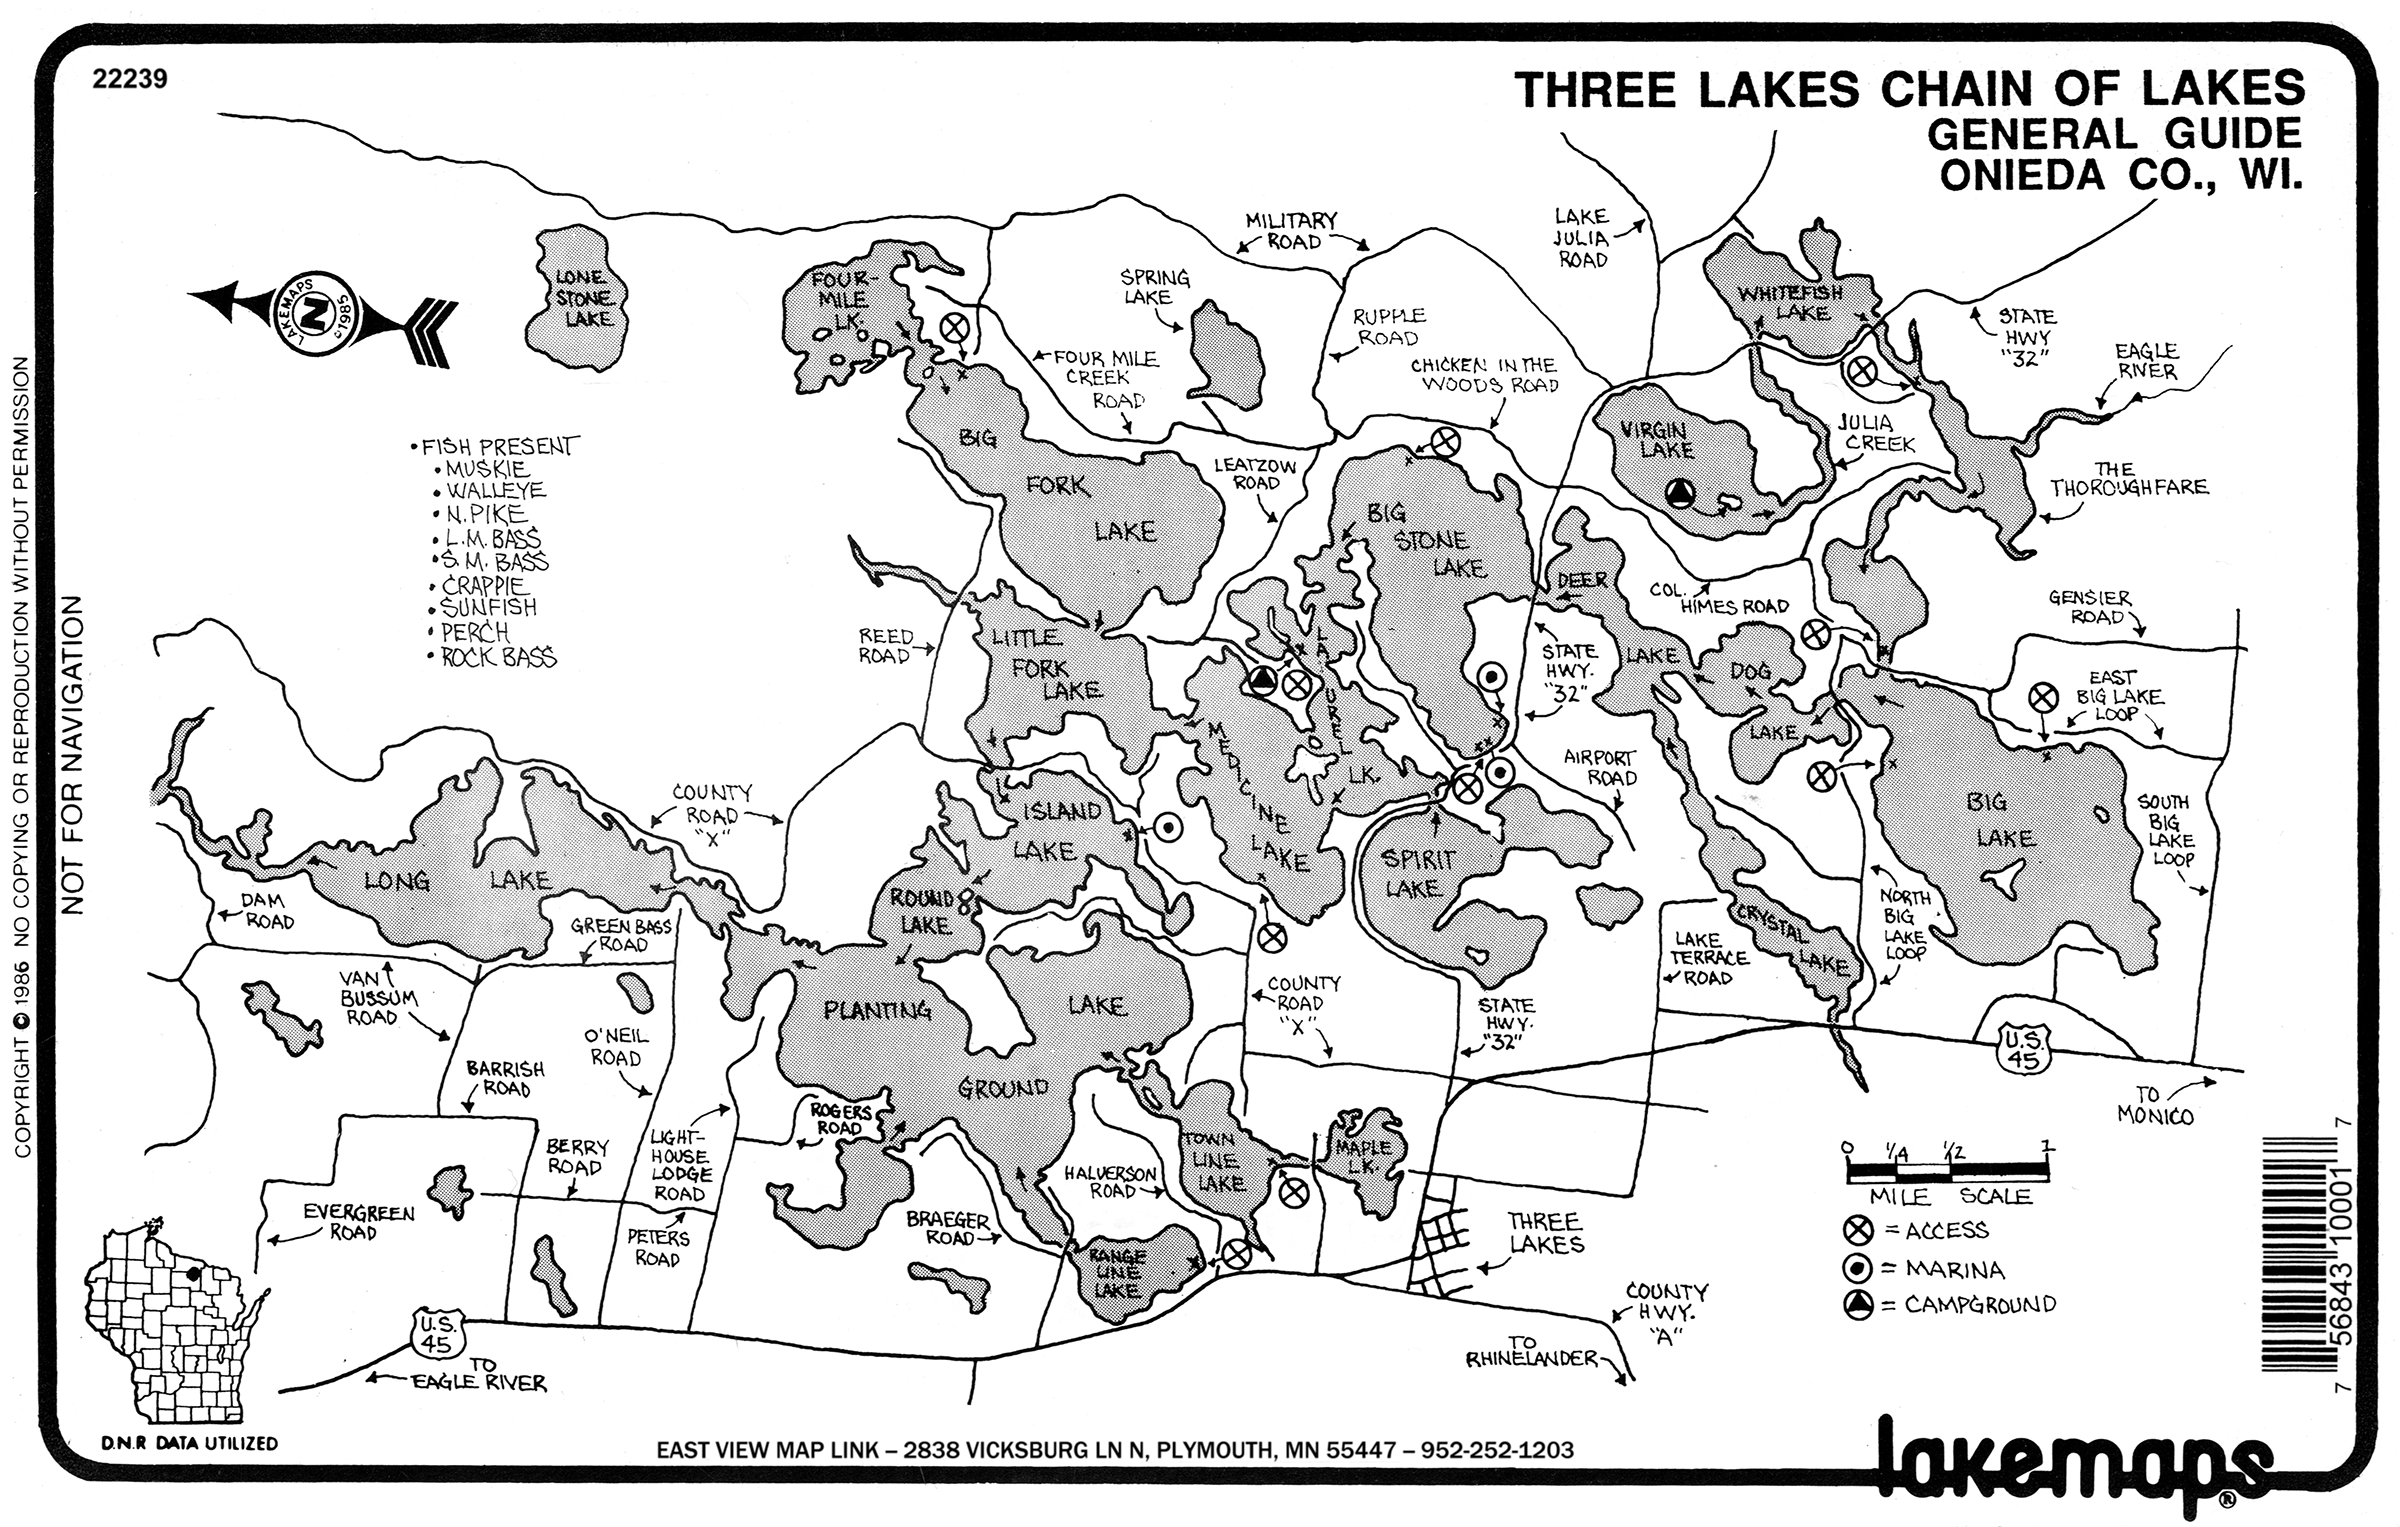 22239
THREE LAKES CHAIN OF LAKES
GENERAL GUIDE
ONIEDA CO., WI.
LAKEMAPS
N
©1985
LONE
STONE
LAKE
FOUR-
MILE
LK.
MILITARY
ROAD
SPRING
LAKE
LAKE
JULIA
ROAD
WHITEFISH
LAKE
STATE
HWY
"32"
EAGLE
RIVER
RUPPLE
ROAD
FOUR MILE
CREEK
ROAD
CHICKEN IN THE
WOODS ROAD
VIRGIN
LAKE
JULIA
CREEK
THE
THOROUGHFARE
• FISH PRESENT
• MUSKIE
• WALLEYE
• N. PIKE
• L.M. BASS
• S.M. BASS
• CRAPPIE
• SUNFISH
• PERCH
• ROCK BASS
BIG
FORK
LAKE
LEATZOW
ROAD
BIG
STONE
LAKE
DEER
LAKE
COL.
HIMES ROAD
GENSIER
ROAD
REED
ROAD
LITTLE
FORK
LAKE
LAUREL
LK.
STATE
HWY.
"32"
DOG
LAKE
EAST
BIG LAKE
LOOP
MEDICINE
LAKE
AIRPORT
ROAD
COUNTY
ROAD
"X"
ISLAND
LAKE
SPIRIT
LAKE
BIG
LAKE
SOUTH
BIG
LAKE
LOOP
LONG LAKE
DAM
ROAD
GREEN BASS
ROAD
ROUND
LAKE
CRYSTAL
LAKE
NORTH
BIG
LAKE
LOOP
LAKE
TERRACE
ROAD
VAN
BUSSUM
ROAD
PLANTING
GROUND
LAKE
COUNTY
ROAD
"X"
STATE
HWY.
"32"
U.S.
45
O'NEIL
ROAD
BARRISH
ROAD
TO
MONICO
ROGERS
ROAD
LIGHT-
HOUSE
LODGE
ROAD
BERRY
ROAD
TOWN
LINE
LAKE
MAPLE
LK.
HALVERSON
ROAD
EVERGREEN
ROAD
PETERS
ROAD
BRAEGER
ROAD
RANGE
LINE
LAKE
THREE
LAKES
COUNTY
HWY.
"A"
TO
RHINELANDER
U.S.
45
TO
EAGLE RIVER
0 1/4 1/2 1
MILE SCALE
= ACCESS
= MARINA
= CAMPGROUND
7 56843 10001 7
7
D.N.R DATA UTILIZED
EAST VIEW MAP LINK – 2838 VICKSBURG LN N, PLYMOUTH, MN 55447 – 952-252-1203
lakemaps®
COPYRIGHT © 1986 NO COPYING OR REPRODUCTION WITHOUT PERMISSION
NOT FOR NAVIGATION